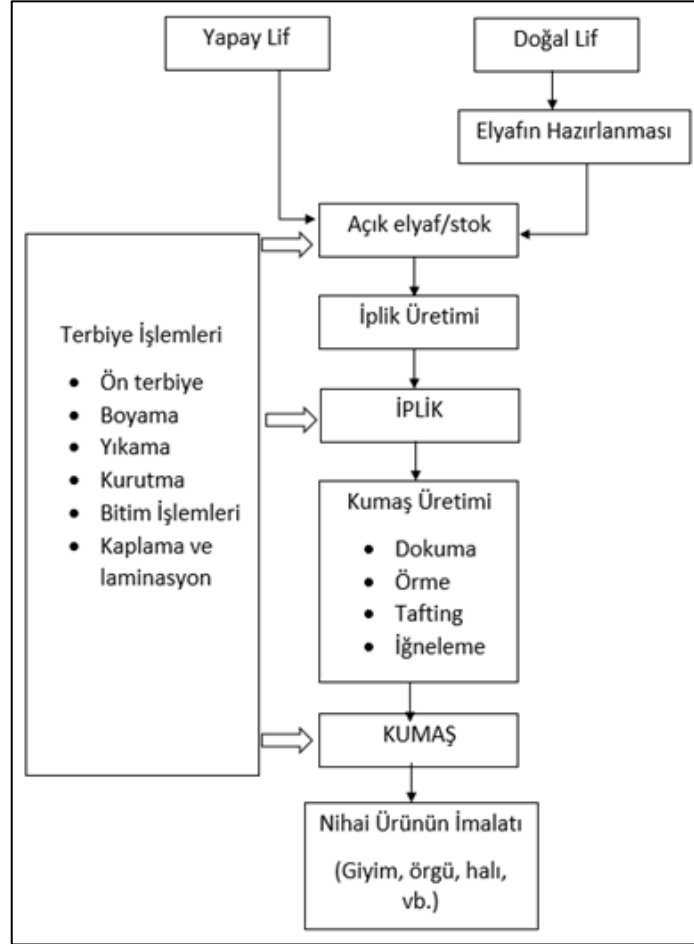 Yapay Lif
Doğal Lif
Elyafın Hazırlanması
Açık elyaf/stok
İplik Üretimi
Terbiye İşlemleri
• Ön terbiye
• Boyama
• Yıkama
• Kurutma
• Bitim İşlemleri
• Kaplama ve
laminasyon
İPLİK
Kumaş Üretimi
• Dokuma
• Örme
• Tafting
• İğneleme
KUMAŞ
Nihai Ürünün İmalatı
(Giyim, örgü, halı,
vb.)